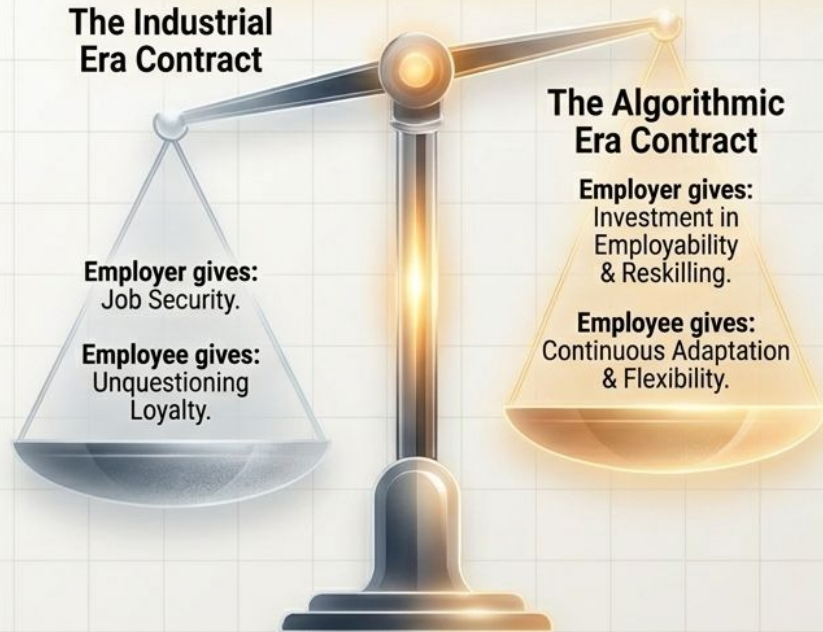 The Industrial
Era Contract
Employer gives:
Job Security.
Employee gives:
Unquestioning
Loyalty.
The Algorithmic
Era Contract
Employer gives:
Investment in
Employability
& Reskilling.
Employee gives:
Continuous Adaptation
& Flexibility.